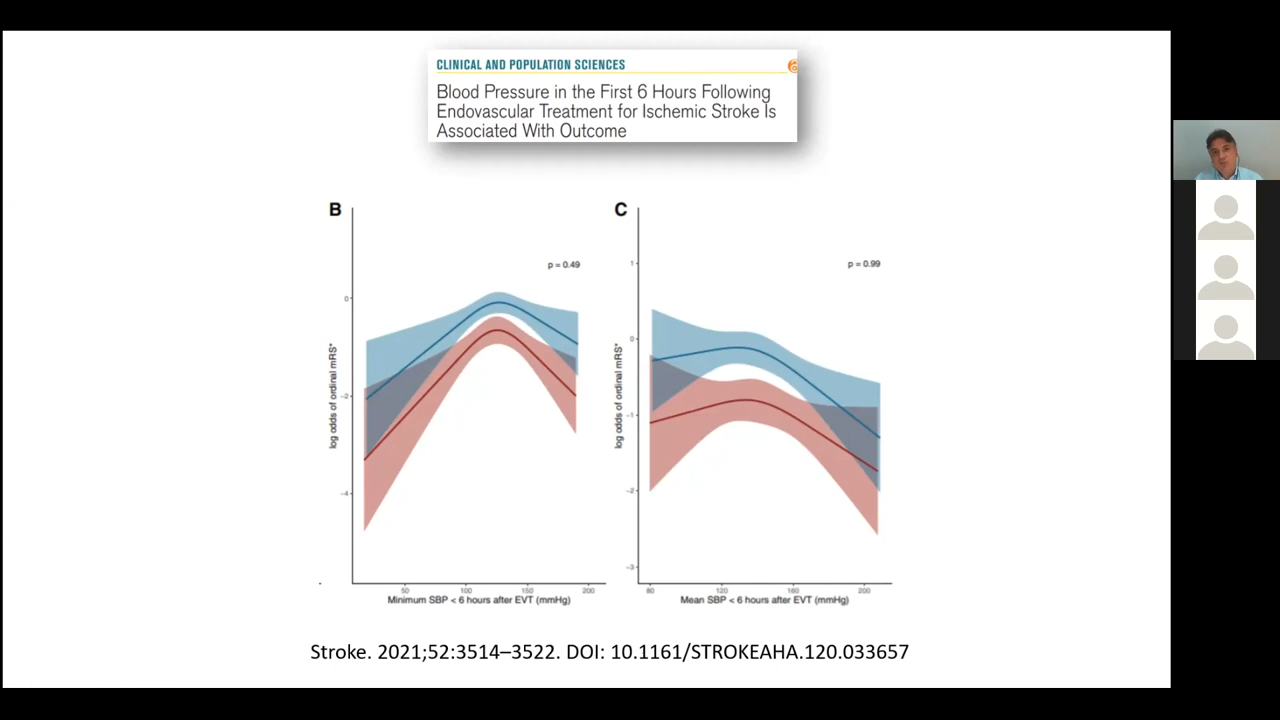 CLINICAL AND POPULATION SCIENCES
Blood Pressure in the First 6 Hours Following
Endovascular Treatment for Ischemic Stroke Is
Associated With Outcome
B
p = 0.49
0
−2
−4
log odds of ordinal mRS*
50 100 150 200
Minimum SBP < 6 hours after EVT (mmHg)
C
p = 0.99
1
0
−1
−2
−3
log odds of ordinal mRS*
80 120 160 200
Mean SBP < 6 hours after EVT (mmHg)
Stroke. 2021;52:3514–3522. DOI: 10.1161/STROKEAHA.120.033657